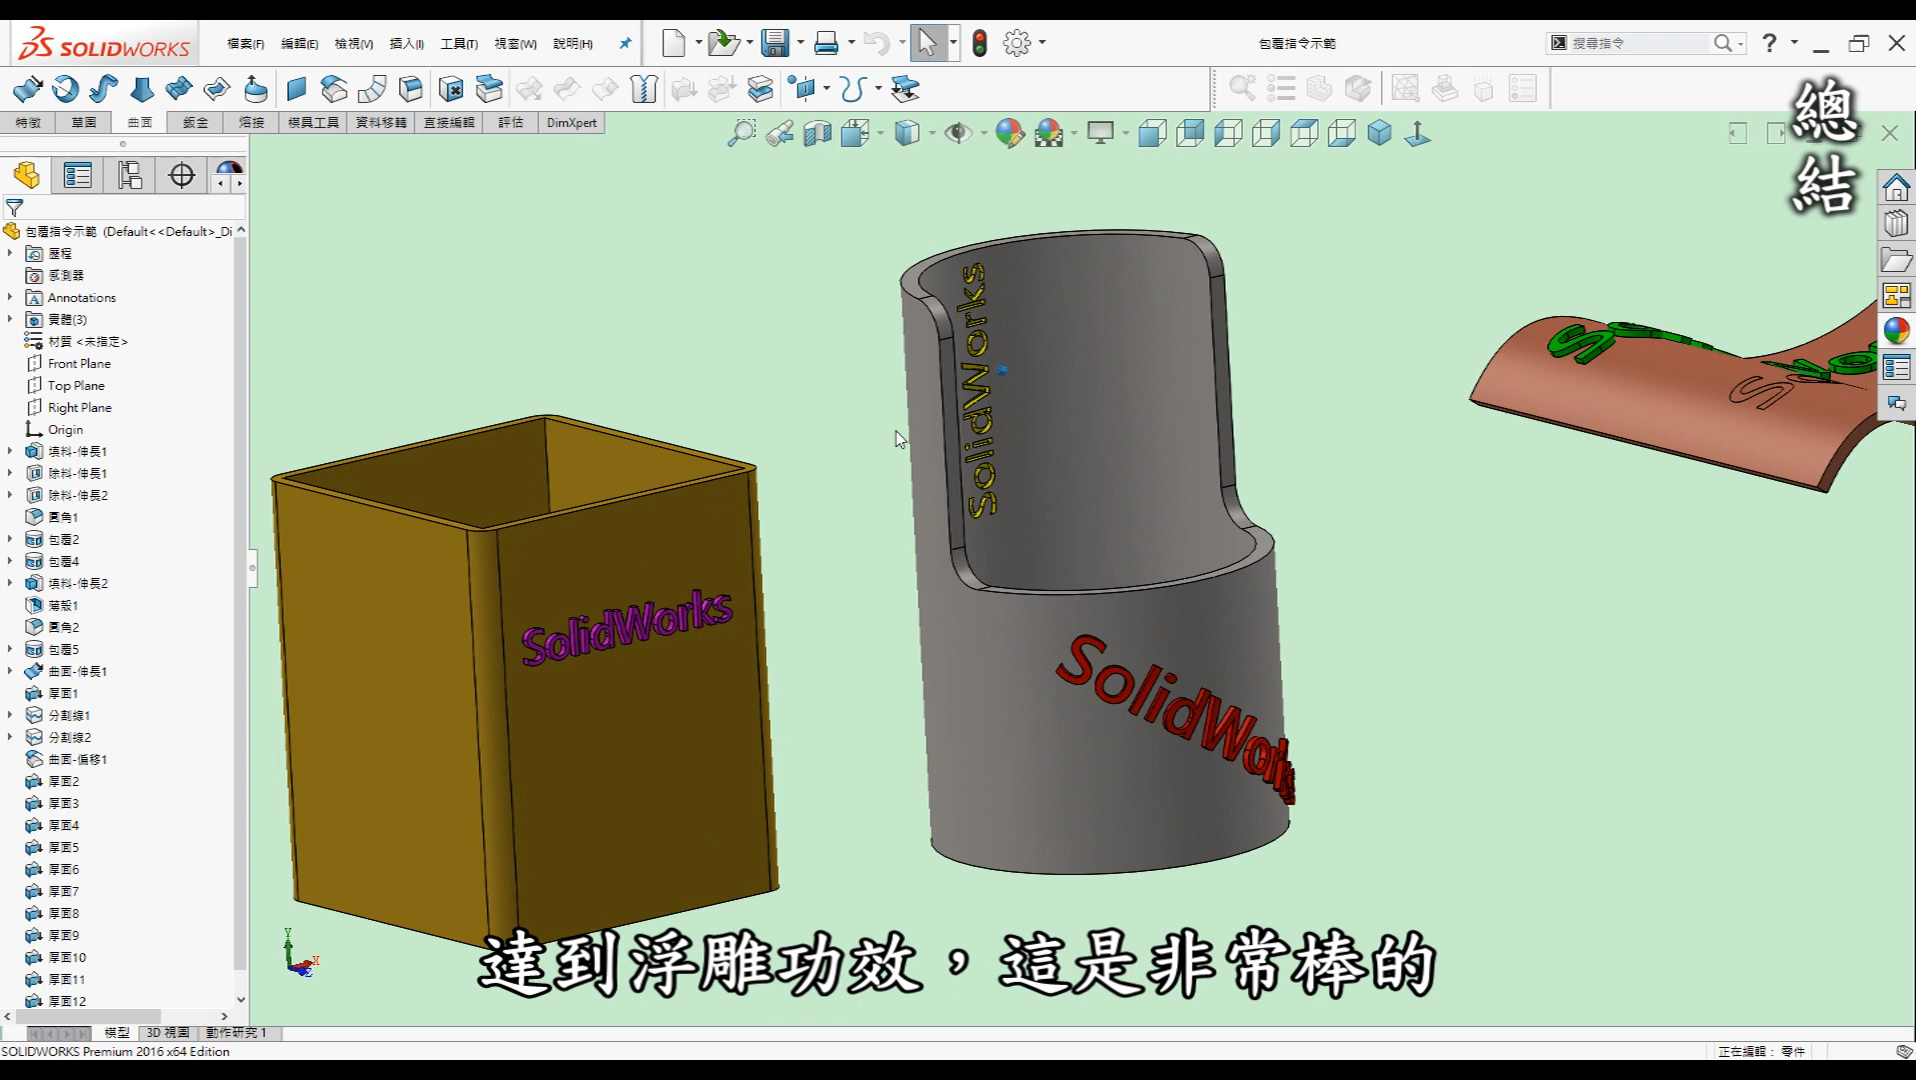 SOLIDWORKS
檔案(F) 編輯(E) 檢視(V) 插入(I) 工具(T) 視窗(W) 說明(H)
包覆指令示範
搜尋指令
特徵 草圖 曲面 鈑金 熔接 模具工具 資料移轉 直接編輯 評估 DimXpert
總結
包覆指令示範 (Default<<Default>_Di
歷程
感測器
Annotations
實體(3)
材質 <未指定>
Front Plane
Top Plane
Right Plane
Origin
填料-伸長1
除料-伸長1
除料-伸長2
圓角1
包覆2
包覆4
填料-伸長2
薄殼1
圓角2
包覆5
曲面-伸長1
厚面1
分割線1
分割線2
曲面-偏移1
厚面2
厚面3
厚面4
厚面5
厚面6
厚面7
厚面8
厚面9
厚面10
厚面11
厚面12
SolidWorks
SolidWorks
SolidWorks
Y
X
Z
達到浮雕功效，這是非常棒的
模型 3D 視圖 動作研究 1
SOLIDWORKS Premium 2016 x64 Edition
正在編輯： 零件